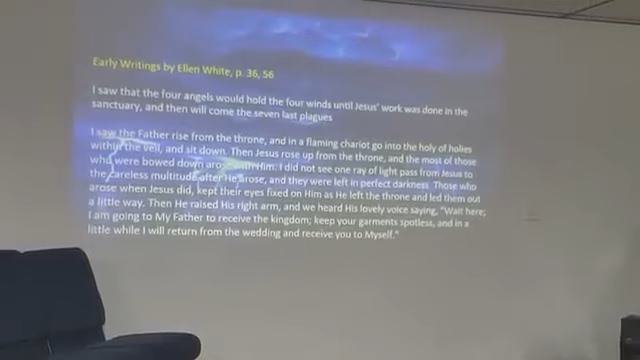 Early Writings by Ellen White, p. 36, 56
I saw that the four angels would hold the four winds until Jesus' work was done in the
sanctuary, and then will come the seven last plagues
I saw the Father rise from the throne, and in a flaming chariot go into the holy of holies
within the veil, and sit down. Then Jesus rose up from the throne, and the most of those
who were bowed down arose with Him. I did not see one ray of light pass from Jesus to
the careless multitude after He arose, and they were left in perfect darkness. Those who
arose when Jesus did, kept their eyes fixed on Him as He left the throne and led them out
a little way. Then He raised His right arm, and we heard His lovely voice saying, "Wait here;
I am going to My Father to receive the kingdom; keep your garments spotless, and in a
little while I will return from the wedding and receive you to Myself."